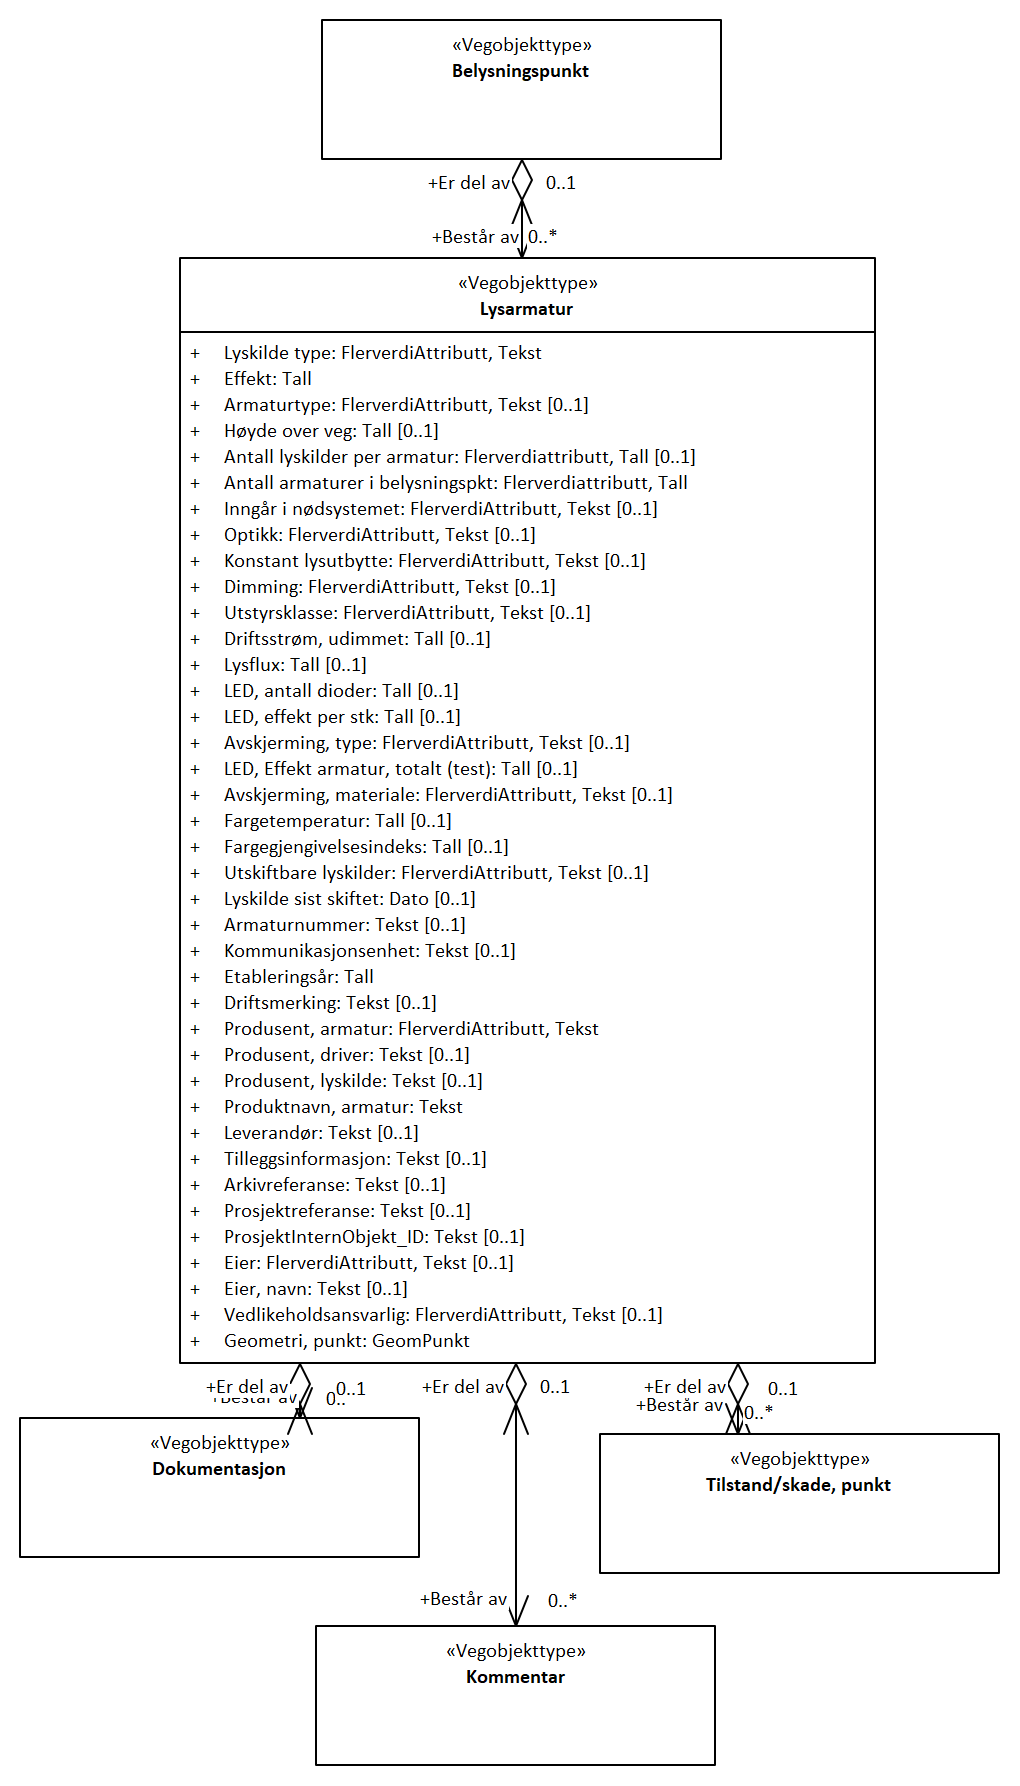 «Vegobjekttype»
Belysningspunkt
+Er del av 0..1
+Består av 0..*
«Vegobjekttype»
Lysarmatur
+ Lyskilde type: FlerverdiAttributt, Tekst
+ Effekt: Tall
+ Armaturtype: FlerverdiAttributt, Tekst [0..1]
+ Høyde over veg: Tall [0..1]
+ Antall lyskilder per armatur: Flerverdiattributt, Tall [0..1]
+ Antall armaturer i belysningspkt: Flerverdiattributt, Tall
+ Inngår i nødsystemet: FlerverdiAttributt, Tekst [0..1]
+ Optikk: FlerverdiAttributt, Tekst [0..1]
+ Konstant lysutbytte: FlerverdiAttributt, Tekst [0..1]
+ Dimming: FlerverdiAttributt, Tekst [0..1]
+ Utstyrsklasse: FlerverdiAttributt, Tekst [0..1]
+ Driftsstrøm, udimmet: Tall [0..1]
+ Lysflux: Tall [0..1]
+ LED, antall dioder: Tall [0..1]
+ LED, effekt per stk: Tall [0..1]
+ Avskjerming, type: FlerverdiAttributt, Tekst [0..1]
+ LED, Effekt armatur, totalt (test): Tall [0..1]
+ Avskjerming, materiale: FlerverdiAttributt, Tekst [0..1]
+ Fargetemperatur: Tall [0..1]
+ Fargegjengivelsesindeks: Tall [0..1]
+ Utskiftbare lyskilder: FlerverdiAttributt, Tekst [0..1]
+ Lyskilde sist skiftet: Dato [0..1]
+ Armaturnummer: Tekst [0..1]
+ Kommunikasjonsenhet: Tekst [0..1]
+ Etableringsår: Tall
+ Driftsmerking: Tekst [0..1]
+ Produsent, armatur: FlerverdiAttributt, Tekst
+ Produsent, driver: Tekst [0..1]
+ Produsent, lyskilde: Tekst [0..1]
+ Produktnavn, armatur: Tekst
+ Leverandør: Tekst [0..1]
+ Tilleggsinformasjon: Tekst [0..1]
+ Arkivreferanse: Tekst [0..1]
+ Prosjektreferanse: Tekst [0..1]
+ ProsjektInternObjekt_ID: Tekst [0..1]
+ Eier: FlerverdiAttributt, Tekst [0..1]
+ Eier, navn: Tekst [0..1]
+ Vedlikeholdsansvarlig: FlerverdiAttributt, Tekst [0..1]
+ Geometri, punkt: GeomPunkt
+Er del av 0..1 +Er del av 0..1 +Er del av 0..1
+Består av 0.. +Består av 0..*
«Vegobjekttype»
Dokumentasjon
«Vegobjekttype»
Tilstand/skade, punkt
+Består av 0..*
«Vegobjekttype»
Kommentar